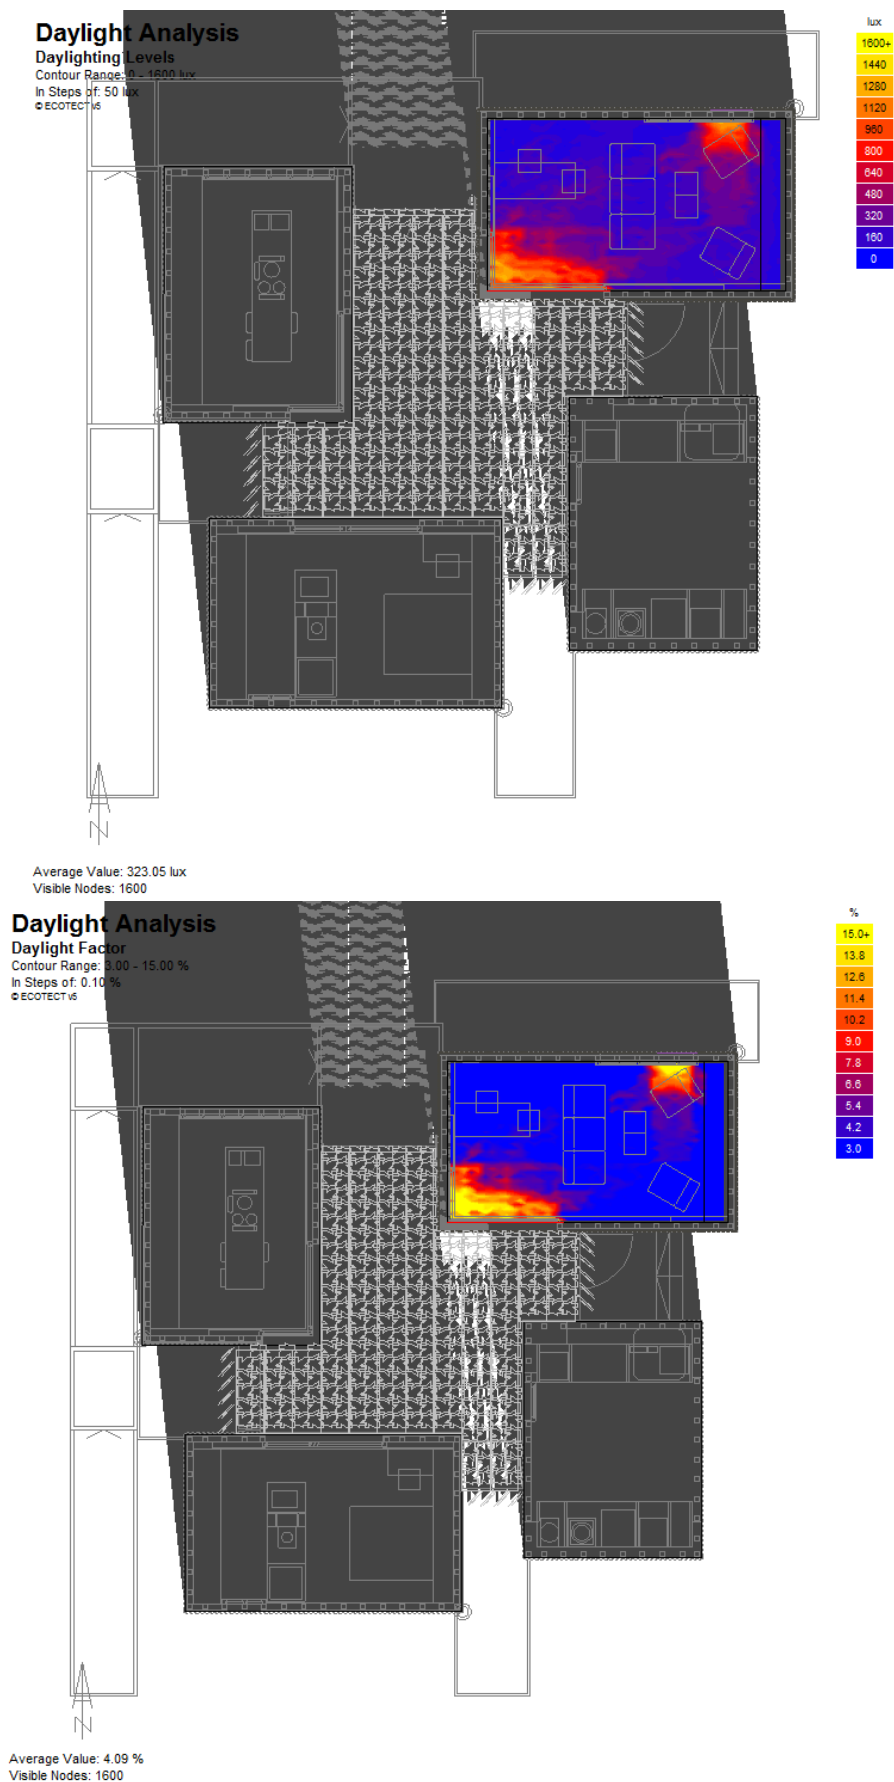 Daylight Analysis
Daylighting Levels
Contour Range: 0 - 1600 lux
In Steps of: 50 lux
© ECOTECT v5
lux
1600+
1440
1280
1120
960
800
640
480
320
160
0
N
Average Value: 323.05 lux
Visible Nodes: 1600
Daylight Analysis
Daylight Factor
Contour Range: 3.00 - 15.00 %
In Steps of: 0.10 %
© ECOTECT v5
%
15.0+
13.8
12.6
11.4
10.2
9.0
7.8
6.6
5.4
4.2
3.0
N
Average Value: 4.09 %
Visible Nodes: 1600